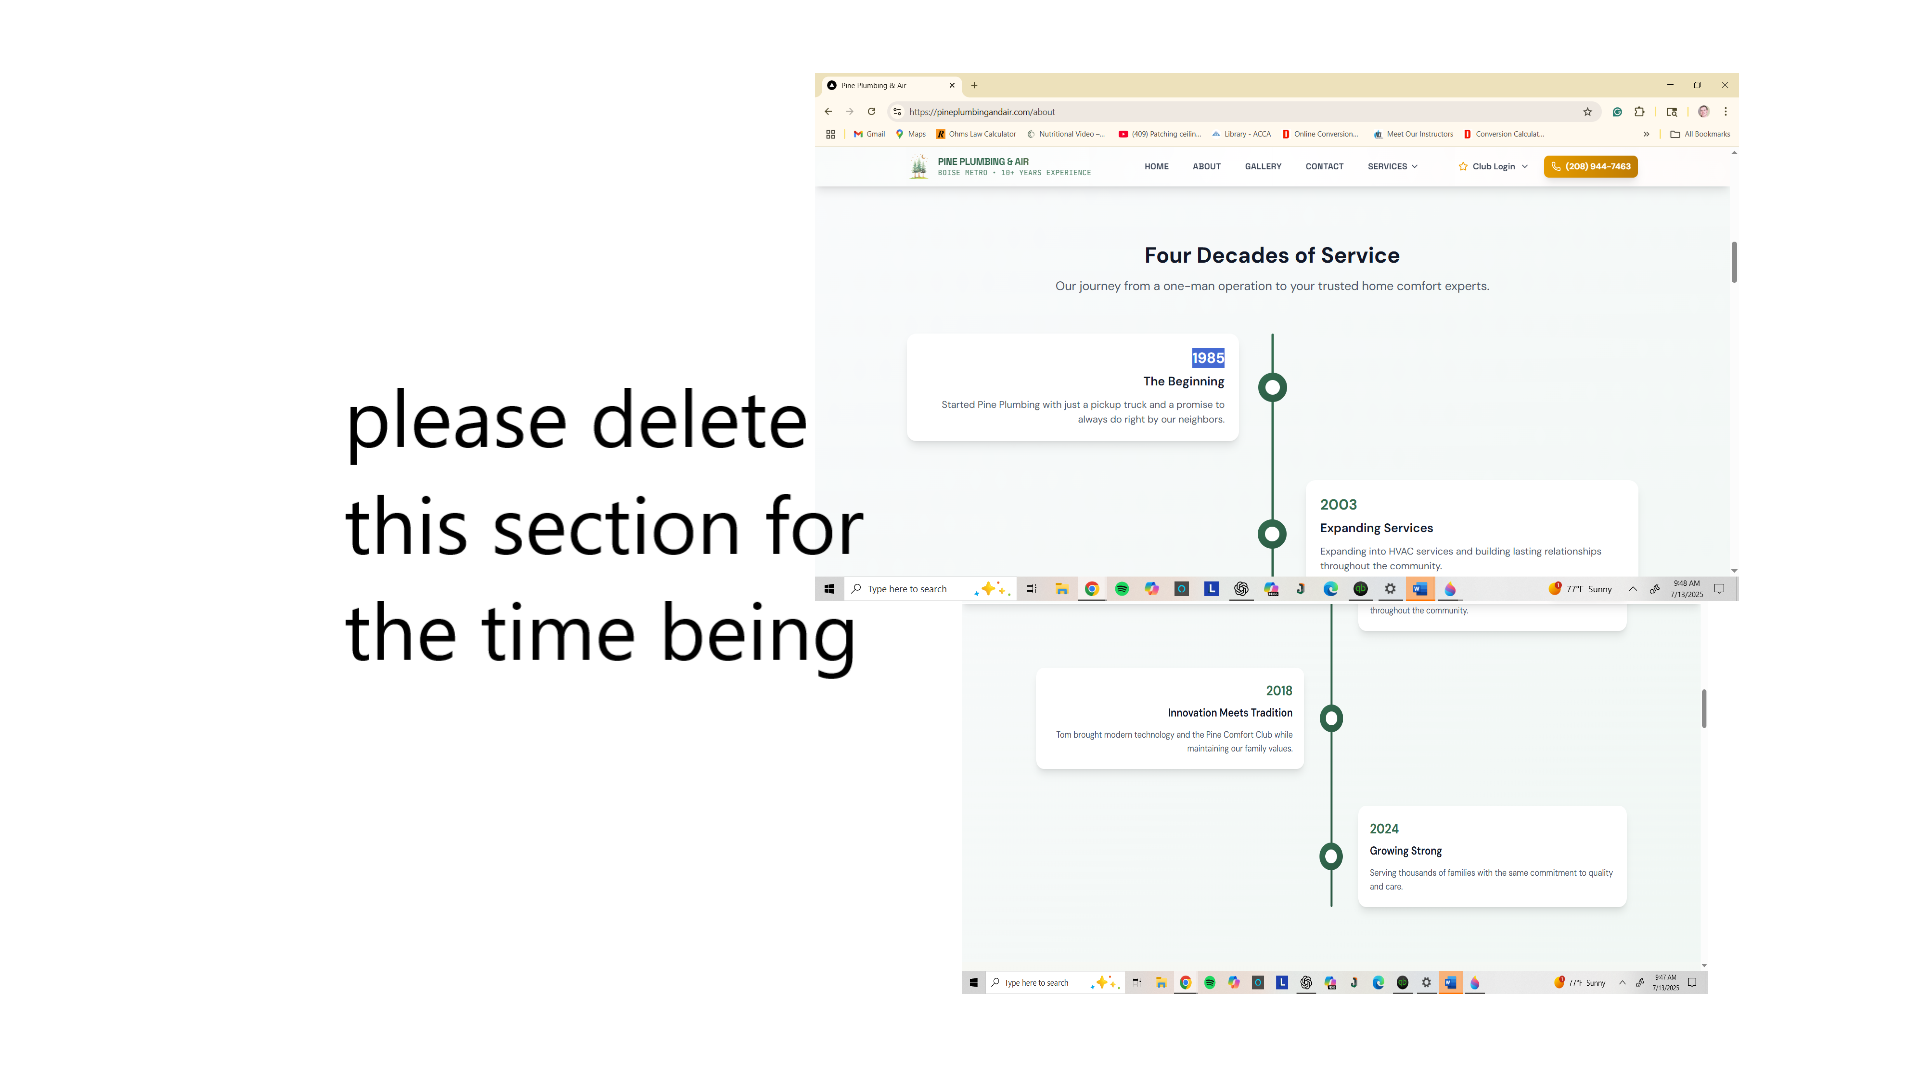 please delete
this section for
the time being
Pine Plumbing & Air
https://pineplumbingandair.com/about
Gmail
Maps
Ohms Law Calculator
Nutritional Video –...
(409) Patching ceilin...
Library - ACCA
Online Conversion...
Meet Our Instructors
Conversion Calculat...
»
All Bookmarks
PINE PLUMBING & AIR
BOISE METRO • 10+ YEARS EXPERIENCE
HOME
ABOUT
GALLERY
CONTACT
SERVICES
Club Login
(208) 944-7463
Four Decades of Service
Our journey from a one-man operation to your trusted home comfort experts.
1985
The Beginning
Started Pine Plumbing with just a pickup truck and a promise to
always do right by our neighbors.
2003
Expanding Services
Expanding into HVAC services and building lasting relationships
throughout the community.
Type here to search
77°F Sunny
9:48 AM
7/13/2025
throughout the community.
2018
Innovation Meets Tradition
Tom brought modern technology and the Pine Comfort Club while
maintaining our family values.
2024
Growing Strong
Serving thousands of families with the same commitment to quality
and care.
Type here to search
77°F Sunny
9:47 AM
7/13/2025